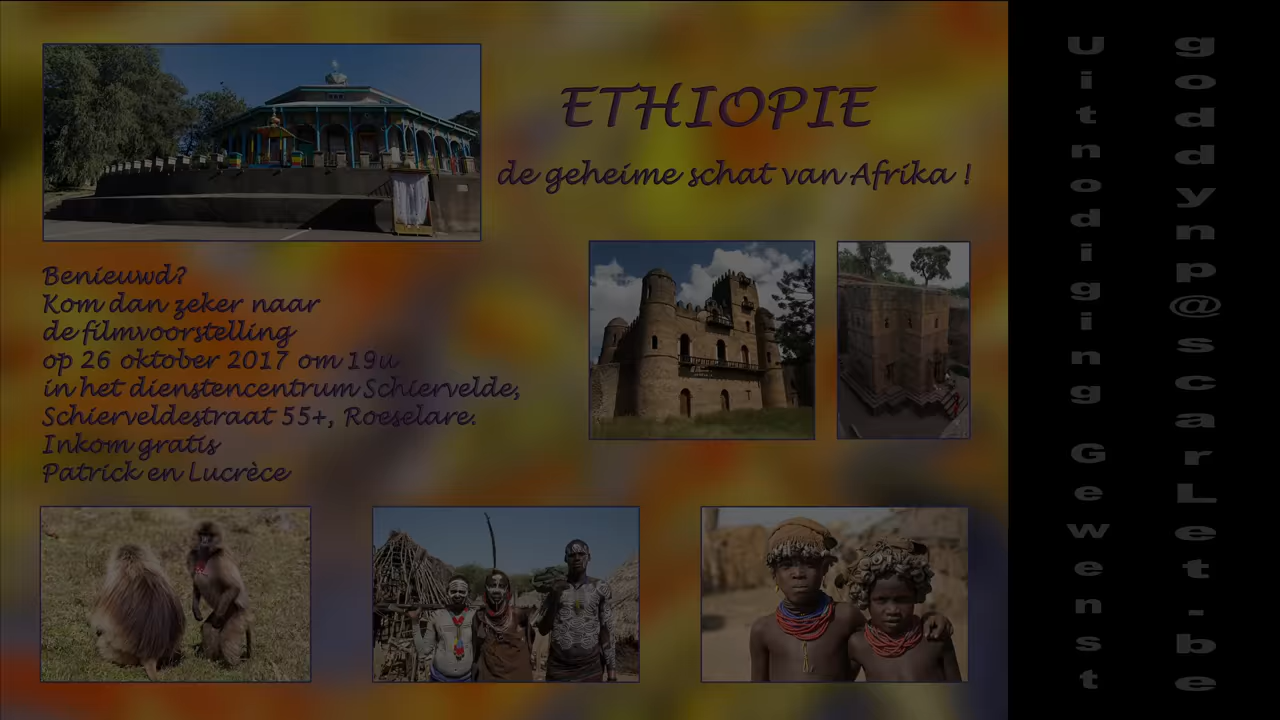 ETHIOPIE
de geheime schat van Afrika !
Benieuwd?
Kom dan zeker naar
de filmvoorstelling
op 26 oktober 2017 om 19u
in het dienstencentrum Schiervelde,
Schierveldestraat 55+, Roeselare.
Inkom gratis
Patrick en Lucrèce
Uitnodiging Gewenst
goddynp@scarLet.be